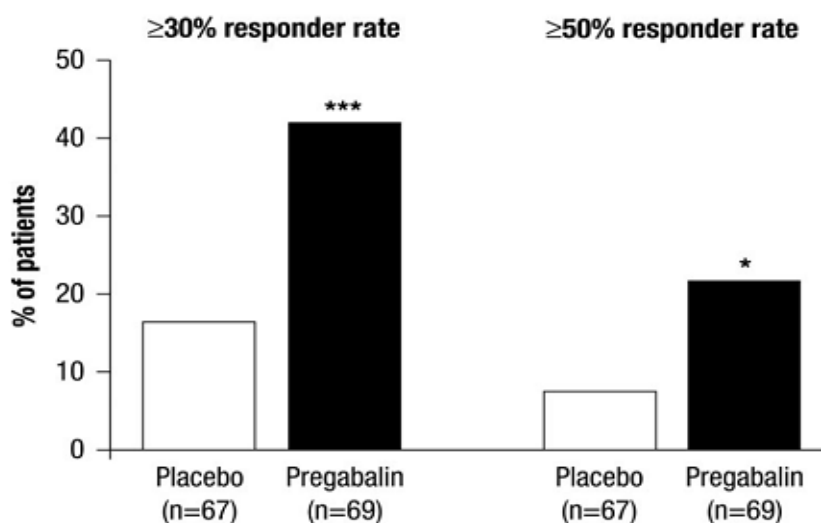 ≥30% responder rate
≥50% responder rate
% of patients
50
40
30
20
10
0
***
*
Placebo
(n=67)
Pregabalin
(n=69)
Placebo
(n=67)
Pregabalin
(n=69)